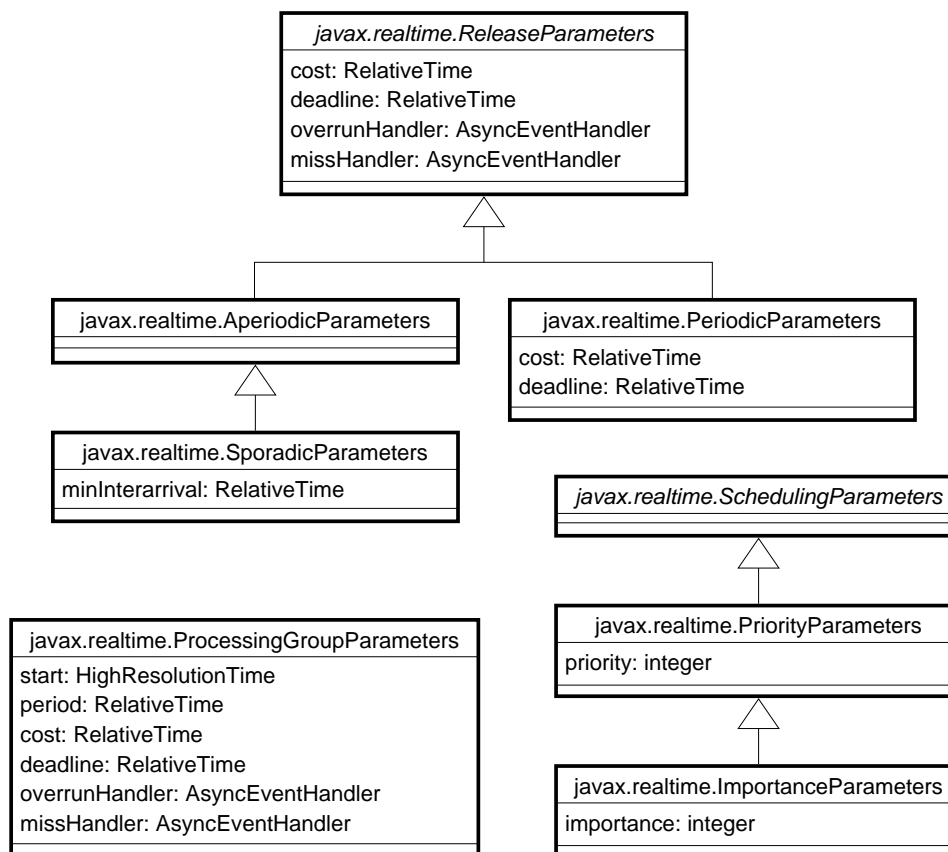 javax.realtime.ReleaseParameters
cost: RelativeTime
deadline: RelativeTime
overrunHandler: AsyncEventHandler
missHandler: AsyncEventHandler
javax.realtime.AperiodicParameters
javax.realtime.PeriodicParameters
cost: RelativeTime
deadline: RelativeTime
javax.realtime.SporadicParameters
minInterarrival: RelativeTime
javax.realtime.SchedulingParameters
javax.realtime.PriorityParameters
priority: integer
javax.realtime.ProcessingGroupParameters
start: HighResolutionTime
period: RelativeTime
cost: RelativeTime
deadline: RelativeTime
overrunHandler: AsyncEventHandler
missHandler: AsyncEventHandler
javax.realtime.ImportanceParameters
importance: integer